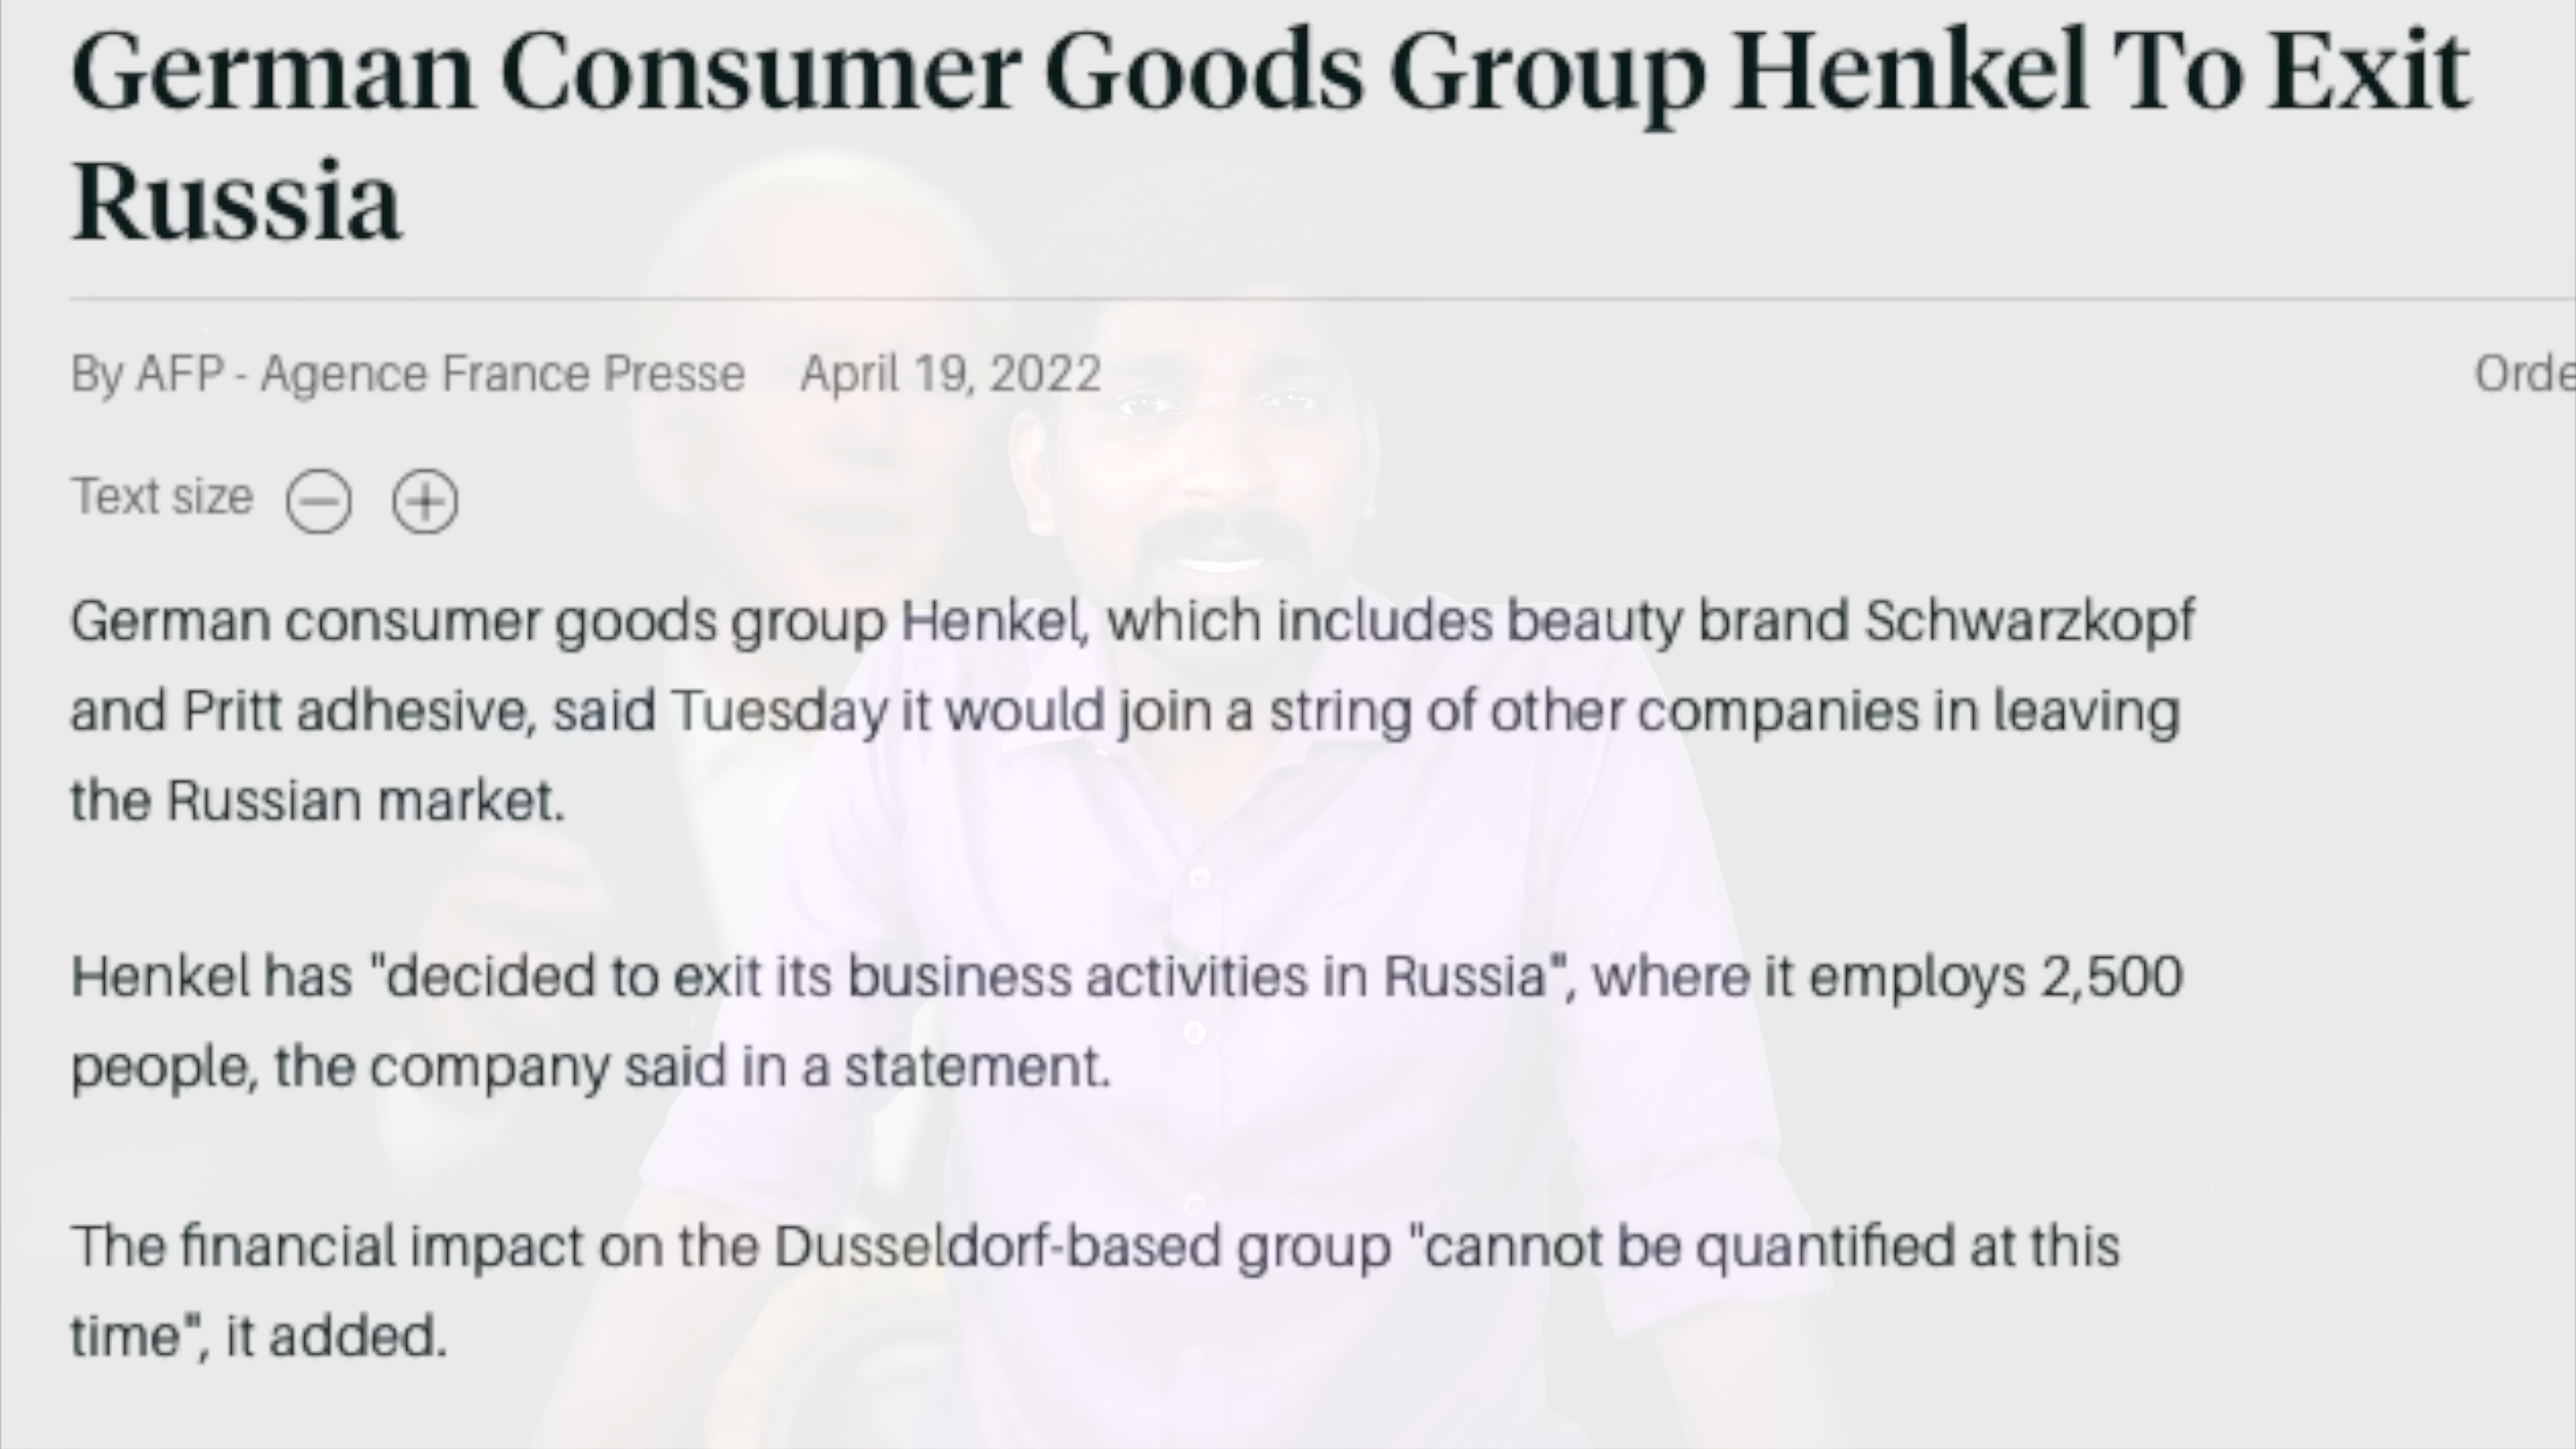 German Consumer Goods Group Henkel To Exit
Russia
By AFP - Agence France Presse April 19, 2022 Orde
Text size
German consumer goods group Henkel, which includes beauty brand Schwarzkopf
and Pritt adhesive, said Tuesday it would join a string of other companies in leaving
the Russian market.
Henkel has "decided to exit its business activities in Russia", where it employs 2,500
people, the company said in a statement.
The financial impact on the Dusseldorf-based group "cannot be quantified at this
time", it added.